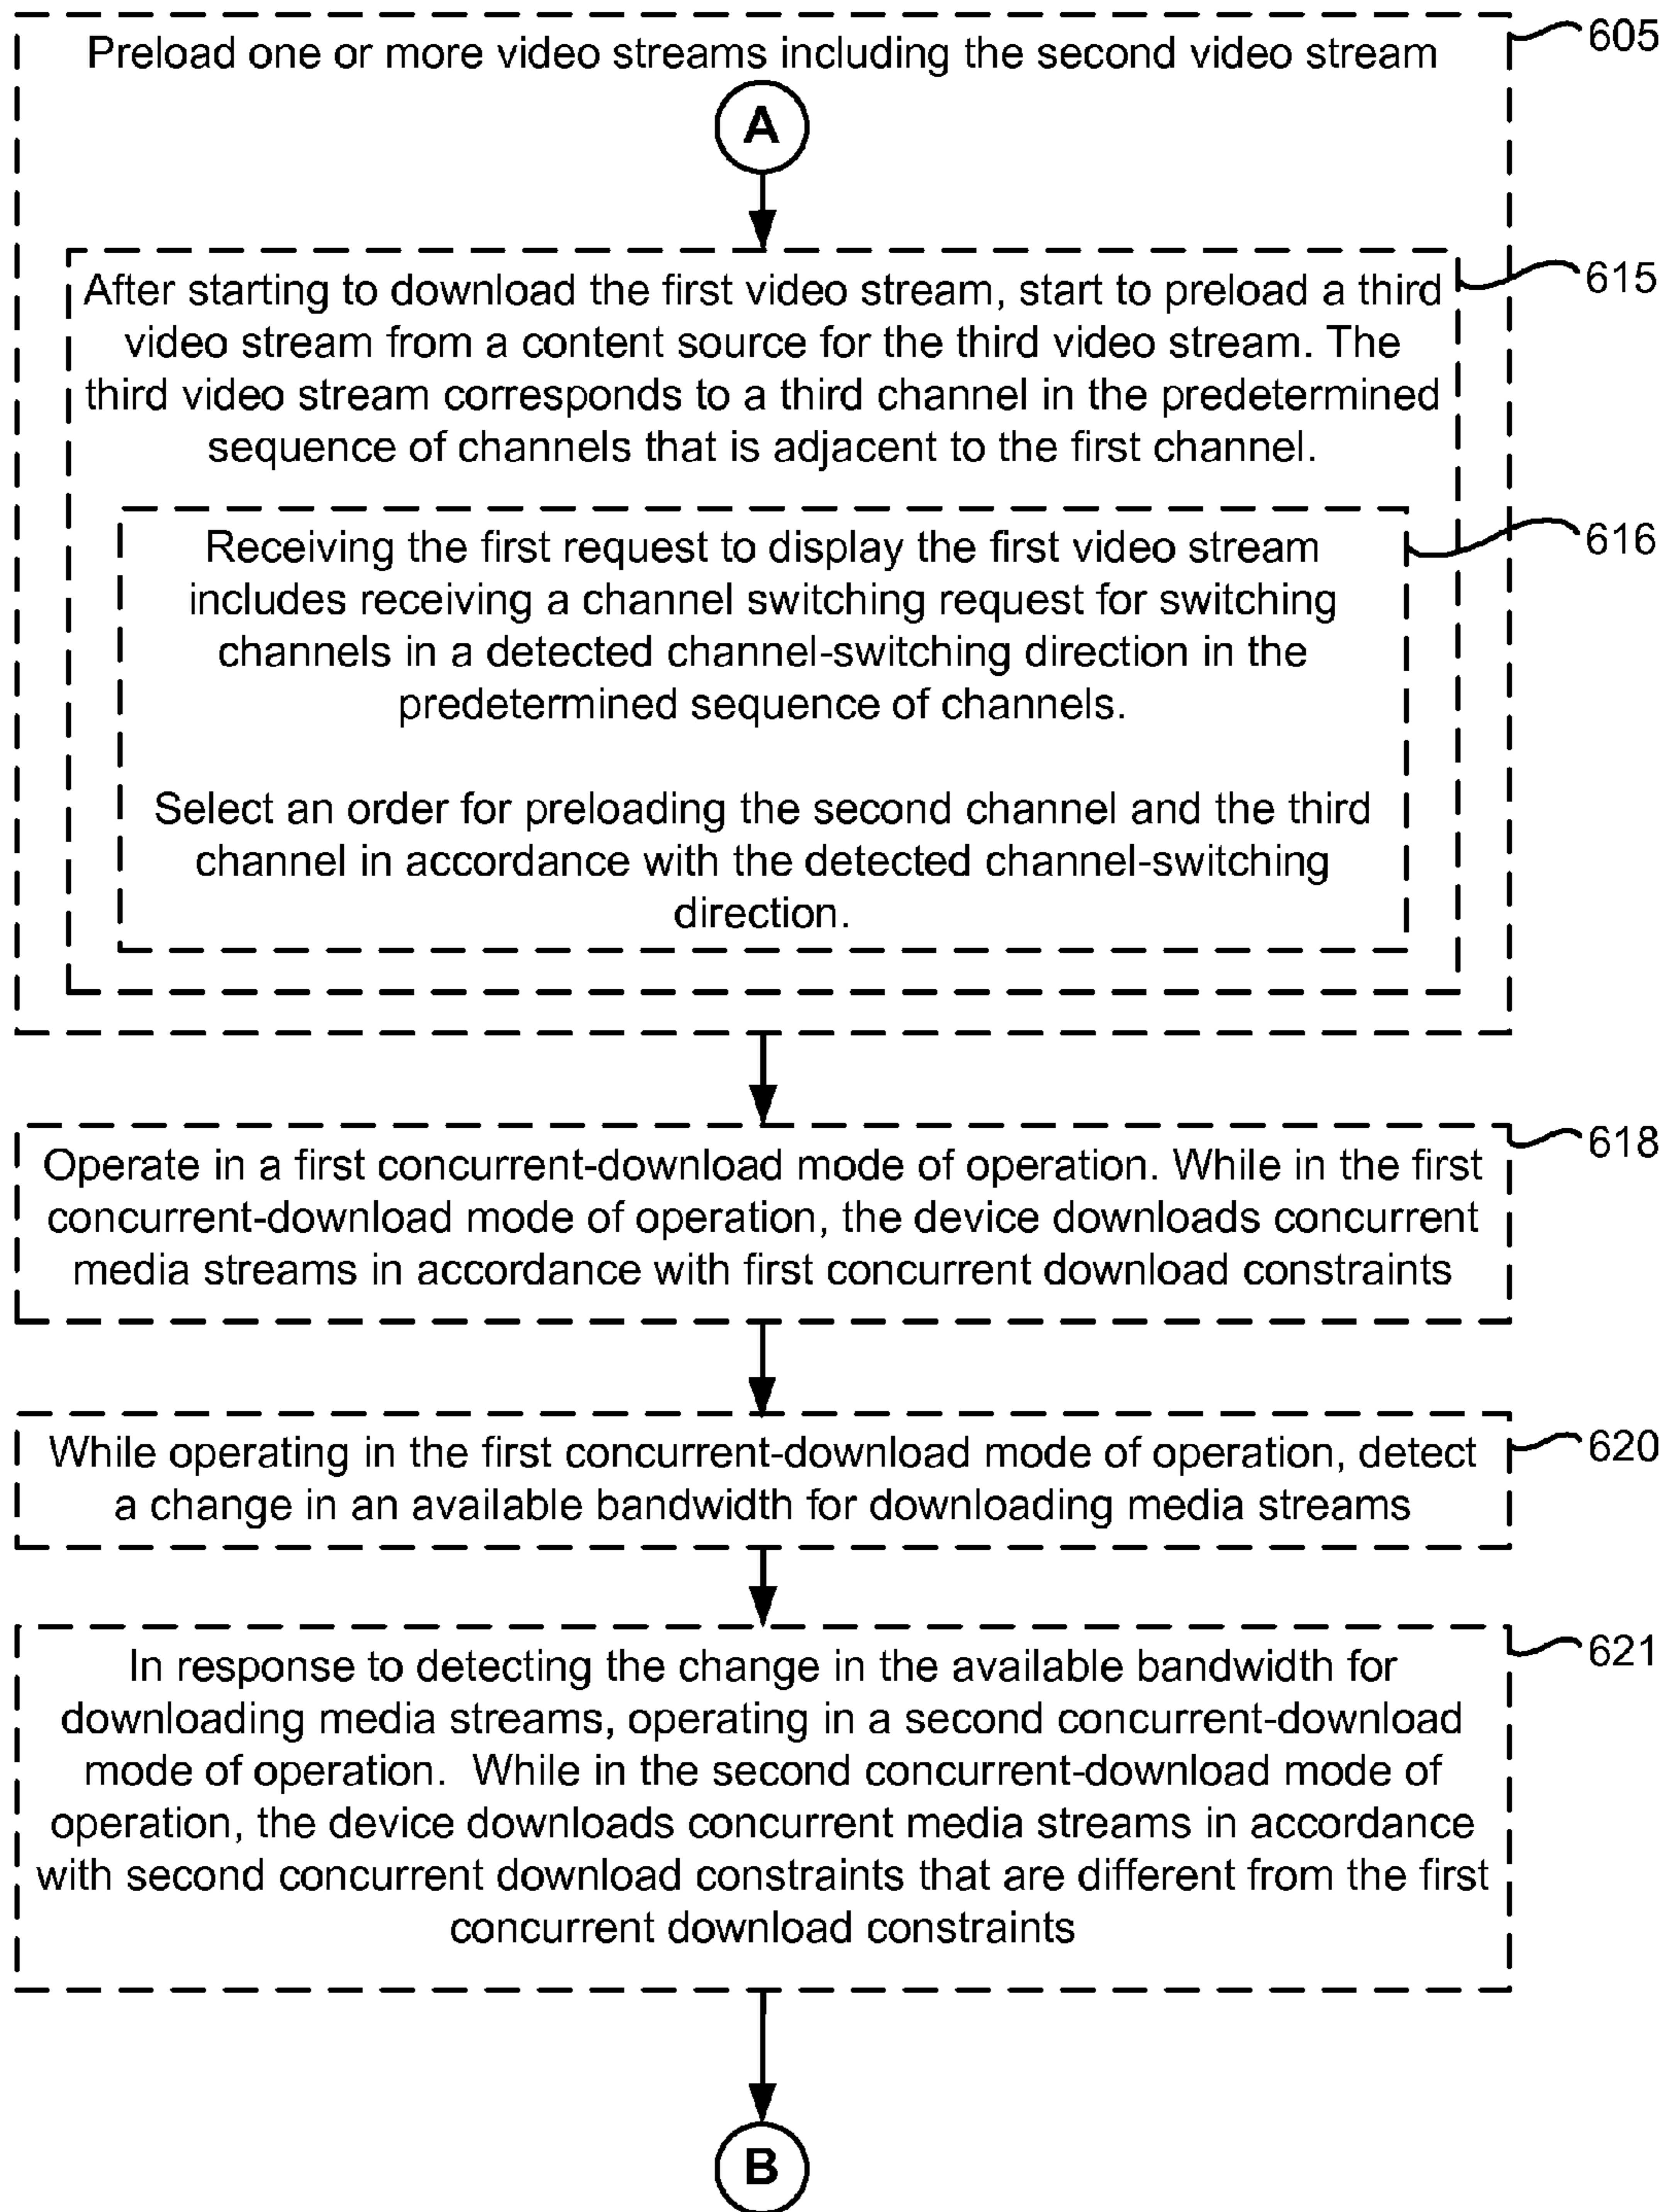 Preload one or more video streams including the second video stream
605
A
After starting to download the first video stream, start to preload a third
video stream from a content source for the third video stream. The
third video stream corresponds to a third channel in the predetermined
sequence of channels that is adjacent to the first channel.
615
Receiving the first request to display the first video stream
includes receiving a channel switching request for switching
channels in a detected channel-switching direction in the
predetermined sequence of channels.
616
Select an order for preloading the second channel and the third
channel in accordance with the detected channel-switching
direction.
Operate in a first concurrent-download mode of operation. While in the first
concurrent-download mode of operation, the device downloads concurrent
media streams in accordance with first concurrent download constraints
618
While operating in the first concurrent-download mode of operation, detect
a change in an available bandwidth for downloading media streams
620
In response to detecting the change in the available bandwidth for
downloading media streams, operating in a second concurrent-download
mode of operation.  While in the second concurrent-download mode of
operation, the device downloads concurrent media streams in accordance
with second concurrent download constraints that are different from the first
concurrent download constraints
621
B